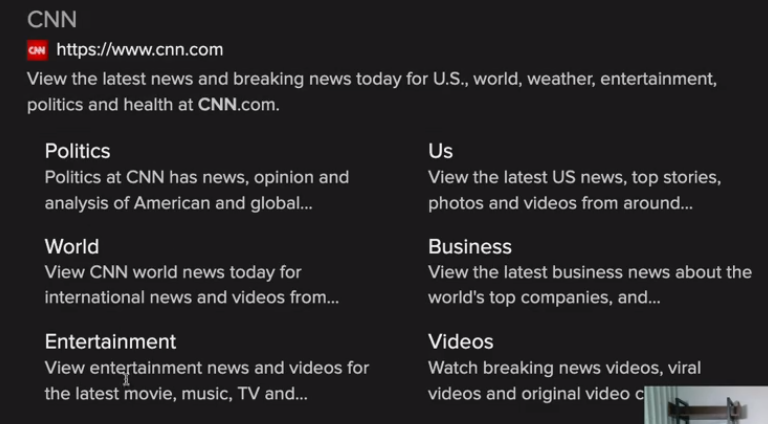 CNN
CNN https://www.cnn.com
View the latest news and breaking news today for U.S., world, weather, entertainment,
politics and health at CNN.com.
Politics
Politics at CNN has news, opinion and
analysis of American and global...
Us
View the latest US news, top stories,
photos and videos from around...
World
View CNN world news today for
international news and videos from...
Business
View the latest business news about the
world's top companies, and...
Entertainment
View entertainment news and videos for
the latest movie, music, TV and...
Videos
Watch breaking news videos, viral
videos and original video